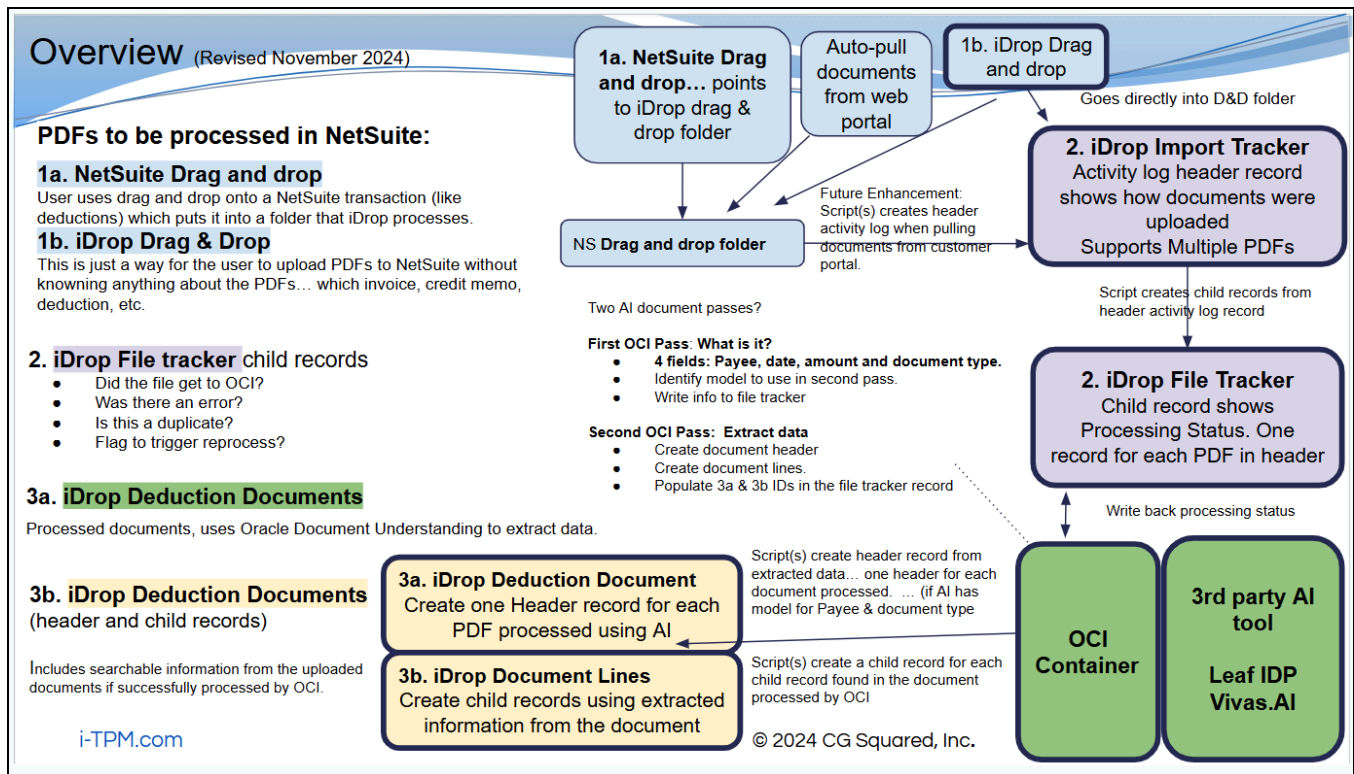 Overview (Revised November 2024)
PDFs to be processed in NetSuite:
1a. NetSuite Drag and drop
User uses drag and drop onto a NetSuite transaction (like
deductions) which puts it into a folder that iDrop processes.
1b. iDrop Drag & Drop
This is just a way for the user to upload PDFs to NetSuite without
knowning anything about the PDFs… which invoice, credit memo,
deduction, etc.
2. iDrop File tracker child records
● Did the file get to OCI?
● Was there an error?
● Is this a duplicate?
● Flag to trigger reprocess?
3a. iDrop Deduction Documents
Processed documents, uses Oracle Document Understanding to extract data.
3b. iDrop Deduction Documents
(header and child records)
Includes searchable information from the uploaded
documents if successfully processed by OCI.
i-TPM.com
1a. NetSuite Drag
and drop… points
to iDrop drag &
drop folder
Auto-pull
documents
from web
portal
1b. iDrop Drag
and drop
Goes directly into D&D folder
NS Drag and drop folder
Future Enhancement:
Script(s) creates header
activity log when pulling
documents from customer
portal.
2. iDrop Import Tracker
Activity log header record
shows how documents were
uploaded
Supports Multiple PDFs
Script creates child records from
header activity log record
Two AI document passes?
First OCI Pass: What is it?
● 4 fields: Payee, date, amount and document type.
● Identify model to use in second pass.
● Write info to file tracker
Second OCI Pass: Extract data
● Create document header
● Create document lines.
● Populate 3a & 3b IDs in the file tracker record
2. iDrop File Tracker
Child record shows
Processing Status. One
record for each PDF in header
Write back processing status
3a. iDrop Deduction Document
Create one Header record for each
PDF processed using AI
3b. iDrop Document Lines
Create child records using extracted
information from the document
Script(s) create header record from
extracted data… one header for each
document processed. … (if AI has
model for Payee & document type
Script(s) create a child record for each
child record found in the document
processed by OCI
OCI
Container
3rd party AI
tool
Leaf IDP
Vivas.AI
© 2024 CG Squared, Inc.